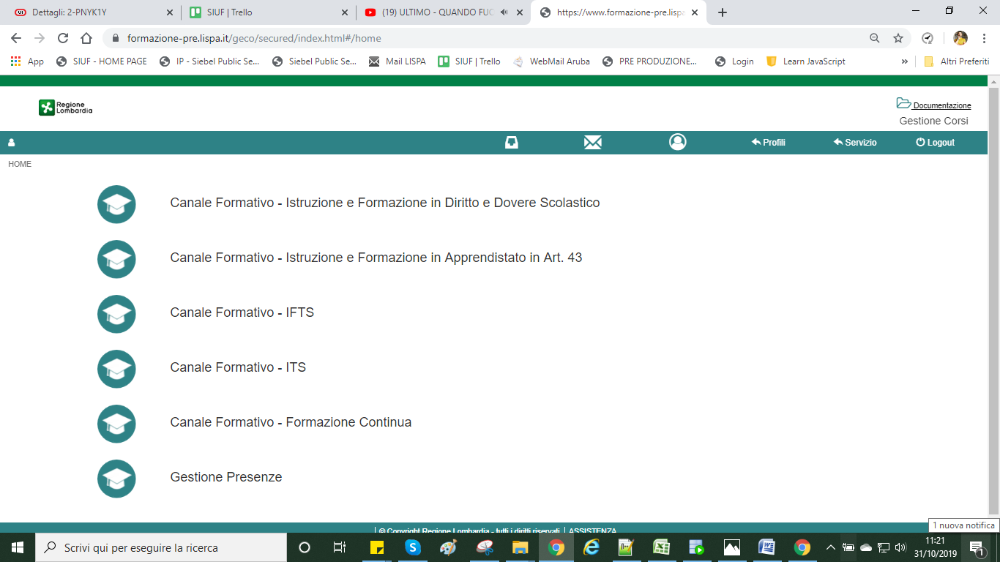 Dettagli: 2-PNYK1Y
SIUF | Trello
(19) ULTIMO - QUANDO FUO
https://www.formazione-pre.lispa
formazione-pre.lispa.it/geco/secured/index.html#/home
App
SIUF - HOME PAGE
IP - Siebel Public Se...
Siebel Public Se...
Mail LISPA
SIUF | Trello
WebMail Aruba
PRE PRODUZIONE...
Login
Learn JavaScript
»
Altri Preferiti
Regione
Lombardia
Documentazione
Gestione Corsi
Profili
Servizio
Logout
HOME
Canale Formativo - Istruzione e Formazione in Diritto e Dovere Scolastico
Canale Formativo - Istruzione e Formazione in Apprendistato in Art. 43
Canale Formativo - IFTS
Canale Formativo - ITS
Canale Formativo - Formazione Continua
Gestione Presenze
| © Copyright Regione Lombardia - tutti i diritti riservati | ASSISTENZA
1 nuova notifica
Scrivi qui per eseguire la ricerca
11:21
31/10/2019
1